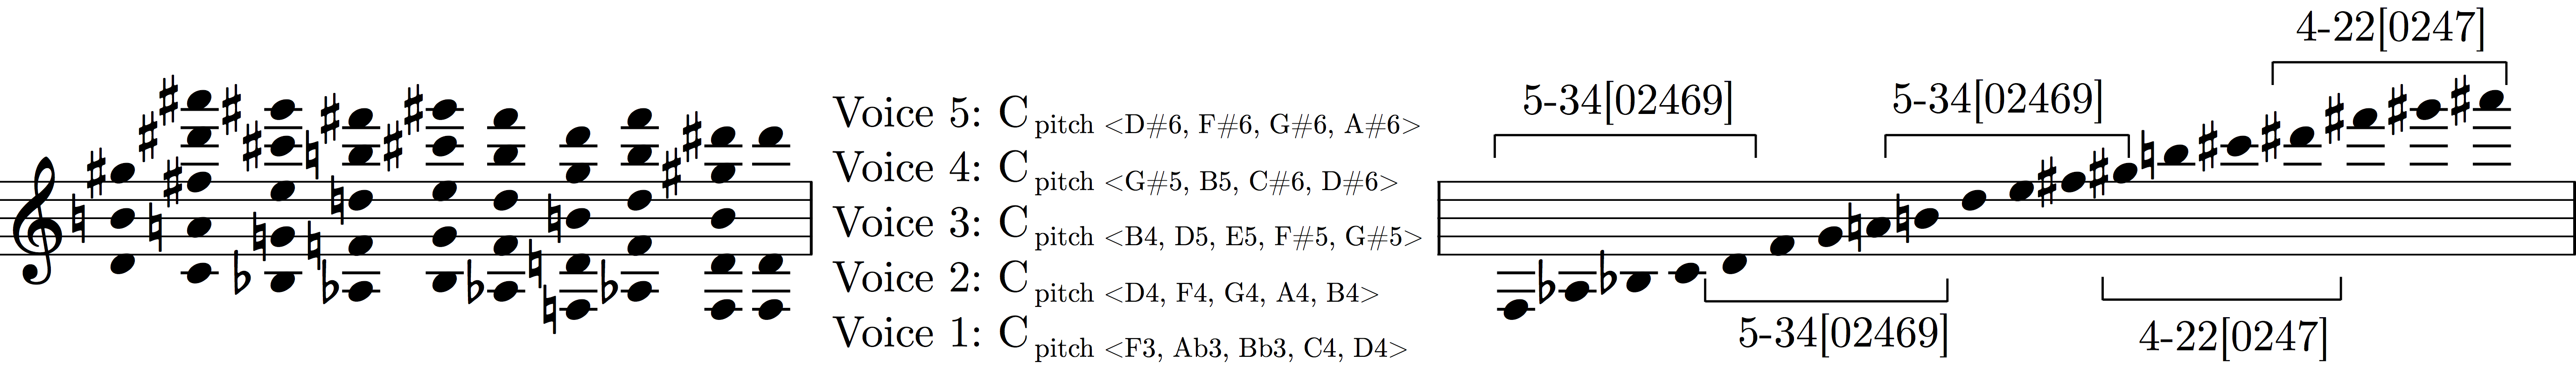 4-22[0247]
5-34[02469]
5-34[02469]
Voice 5: C pitch <D#6, F#6, G#6, A#6>
Voice 4: C pitch <G#5, B5, C#6, D#6>
Voice 3: C pitch <B4, D5, E5, F#5, G#5>
Voice 2: C pitch <D4, F4, G4, A4, B4>
Voice 1: C pitch <F3, Ab3, Bb3, C4, D4>
5-34[02469]
4-22[0247]